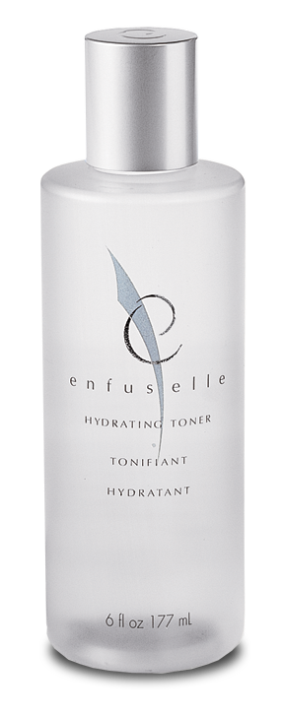 e
enfuselle
HYDRATING TONER
TONIFIANT
HYDRATANT
6 fl oz 177 mL